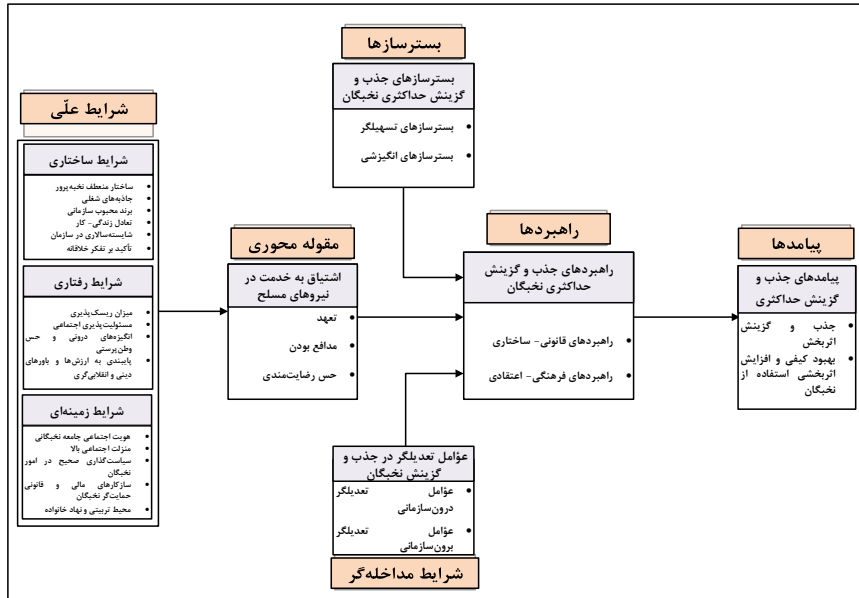 بسترسازها
بسترسازهای جذب و
گزینش حداکثری نخبگان
بسترسازهای تسهیلگر
بسترسازهای انگیزشی
شرایط علّی
شرایط ساختاری
ساختار منعطف نخبه‌پرور
جاذبه‌های شغلی
برند محبوب سازمانی
تعادل زندگی- کار
شایسته‌سالاری در سازمان
تأکید بر تفکر خلاقانه
شرایط رفتاری
میزان ریسک‌پذیری
مسئولیت‌پذیری اجتماعی
انگیزه‌های درونی و حس
وطن‌پرستی
پایبندی به ارزش‌ها و باورهای
دینی و انقلابی‌گری
شرایط زمینه‌ای
هویت اجتماعی جامعه نخبگانی
منزلت اجتماعی بالا
سیاست‌گذاری صحیح در امور
نخبگان
سازکارهای مالی و قانونی
حمایت‌گر نخبگان
محیط تربیتی و نهاد خانواده
مقوله محوری
اشتیاق به خدمت در
نیروهای مسلح
تعهد
مدافع بودن
حس رضایت‌مندی
راهبردها
راهبردهای جذب و گزینش
حداکثری نخبگان
راهبردهای قانونی- ساختاری
راهبردهای فرهنگی- اعتقادی
پیامدها
پیامدهای جذب و
گزینش حداکثری
جذب و گزینش
اثربخش
بهبود کیفی و افزایش
اثربخشی استفاده از
نخبگان
عوامل تعدیلگر در جذب و
گزینش نخبگان
عوامل تعدیلگر
درون‌سازمانی
عوامل تعدیلگر
برون‌سازمانی
شرایط مداخله‌گر